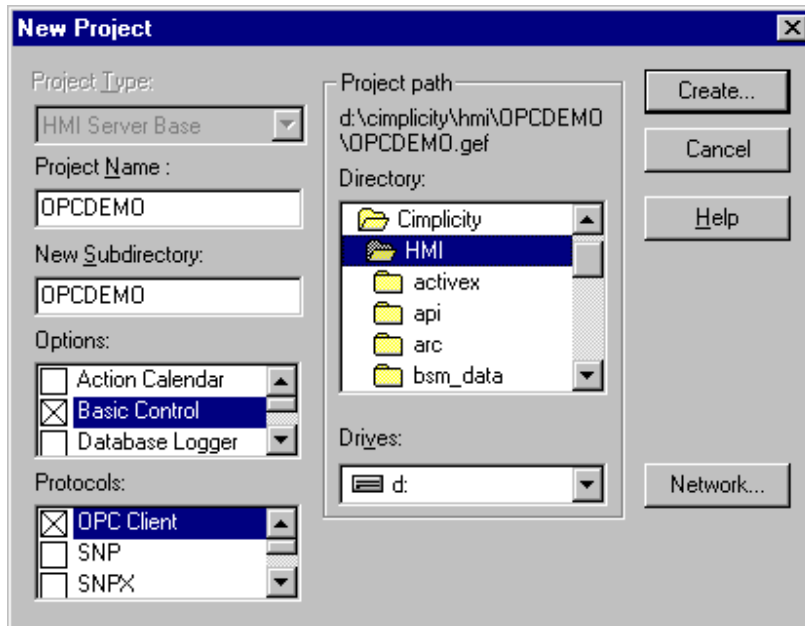 New Project
Project Type:
HMI Server Base
Project Name :
OPCDEMO
New Subdirectory:
OPCDEMO
Options:
Action Calendar
Basic Control
Database Logger
Protocols:
OPC Client
SNP
SNPX
Project path
d:\cimplicity\hmi\OPCDEMO
\OPCDEMO.gef
Directory:
Cimplicity
HMI
activex
api
arc
bsm_data
Drives:
d:
Create...
Cancel
Help
Network...